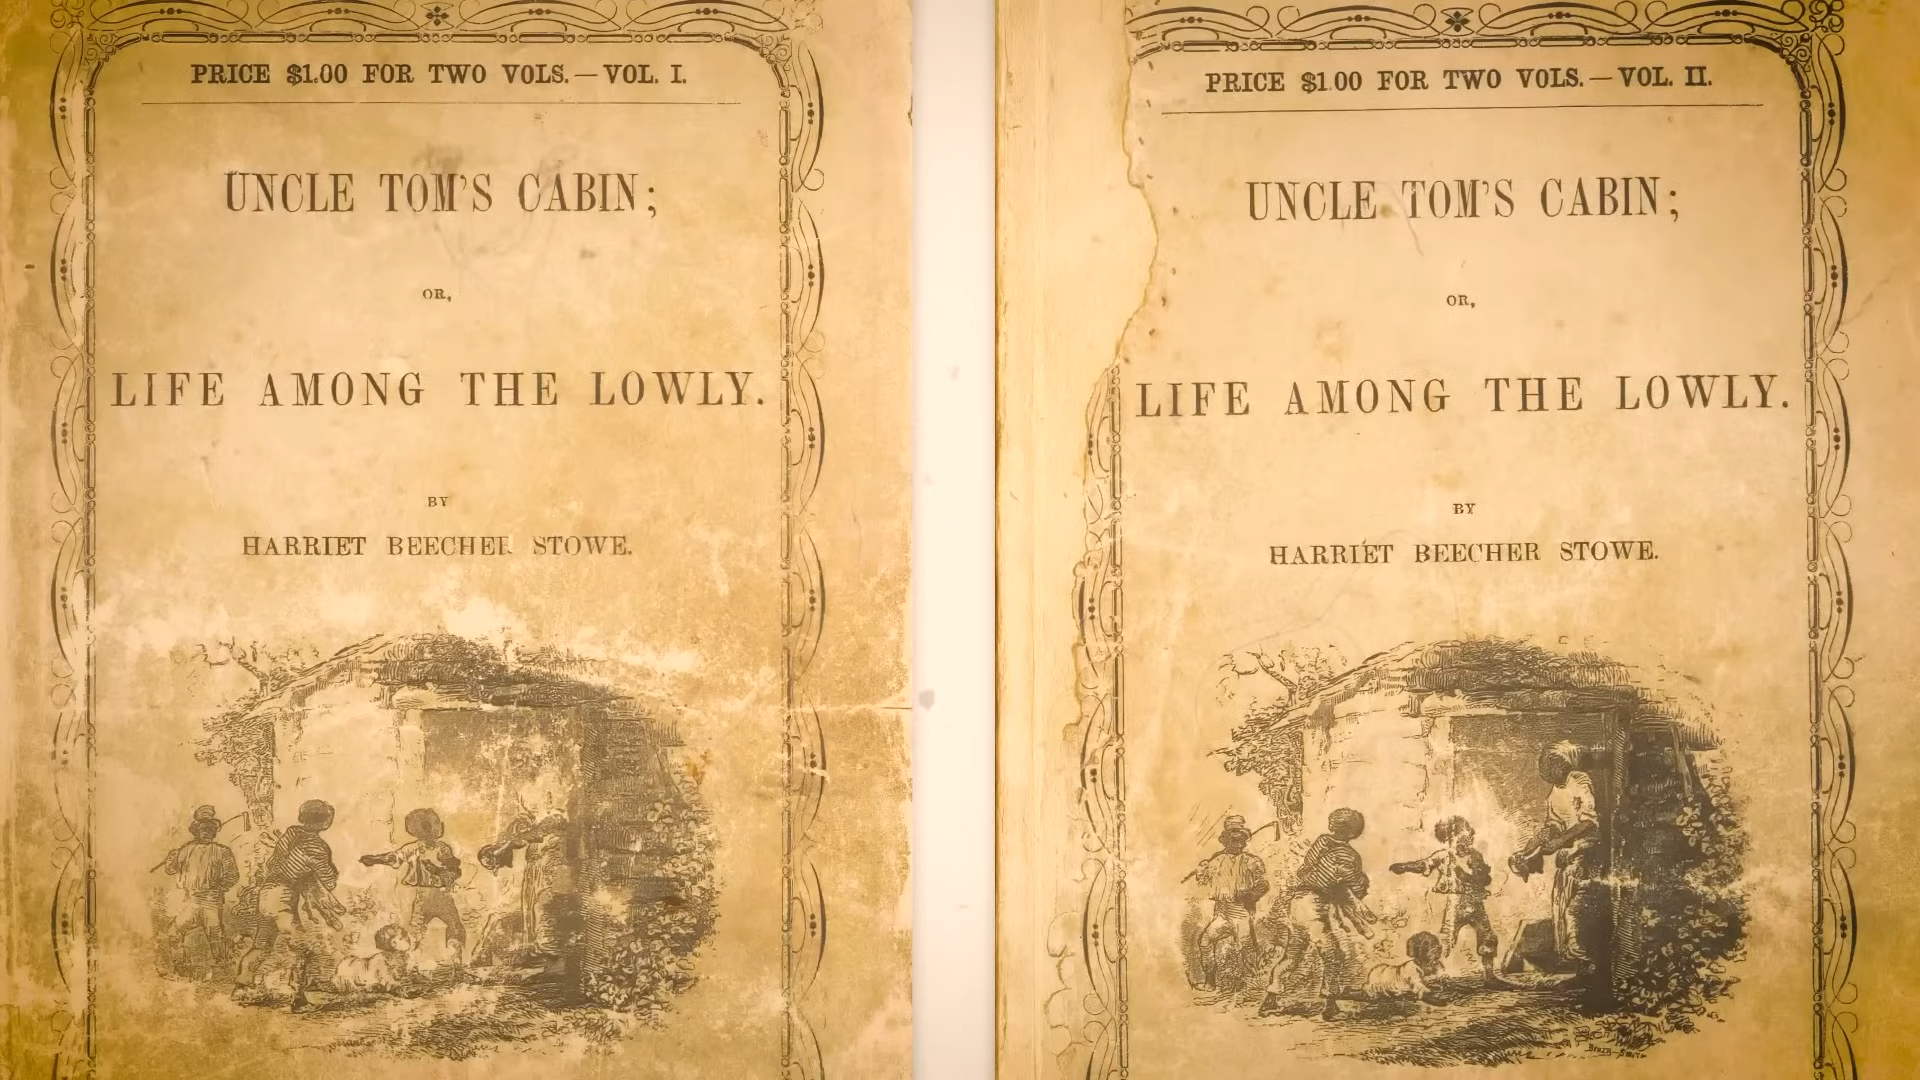 PRICE $1.00 FOR TWO VOLS.—VOL. I.
UNCLE TOM'S CABIN;
OR,
LIFE AMONG THE LOWLY.
BY
HARRIET BEECHER STOWE.
PRICE $1.00 FOR TWO VOLS.—VOL. II.
UNCLE TOM'S CABIN;
OR,
LIFE AMONG THE LOWLY.
BY
HARRIET BEECHER STOWE.